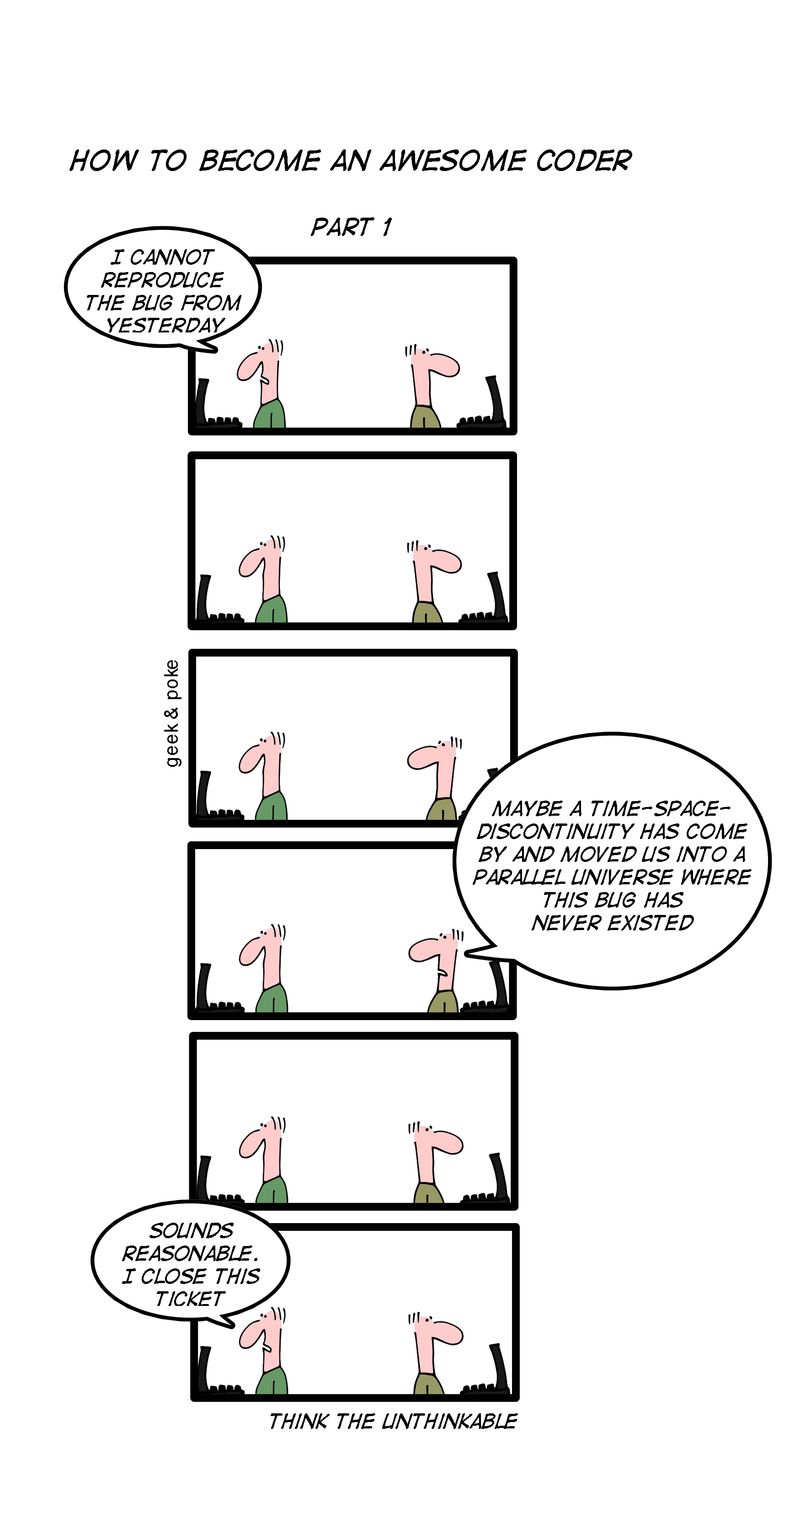 HOW TO BECOME AN AWESOME CODER
PART 1
I CANNOT
REPRODUCE
THE BUG FROM
YESTERDAY
geek & poke
MAYBE A TIME-SPACE-
DISCONTINUITY HAS COME
BY AND MOVED US INTO A
PARALLEL UNIVERSE WHERE
THIS BUG HAS
NEVER EXISTED
SOUNDS
REASONABLE.
I CLOSE THIS
TICKET
THINK THE UNTHINKABLE